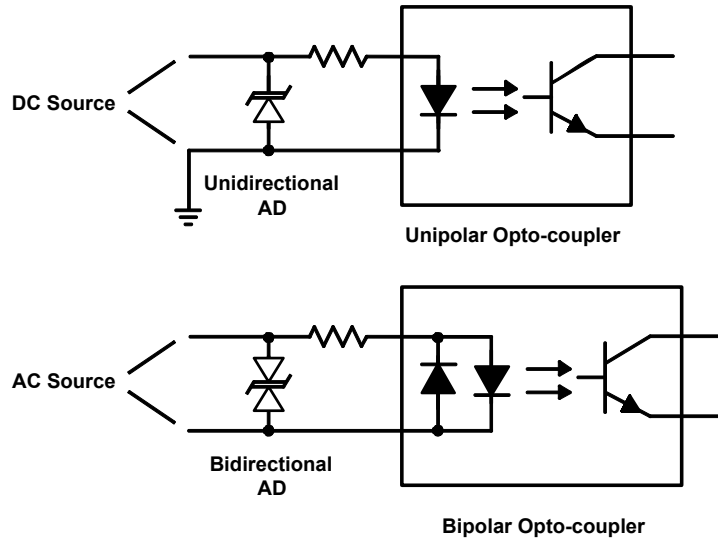 DC Source
Unidirectional
AD
Unipolar Opto-coupler
AC Source
Bidirectional
AD
Bipolar Opto-coupler